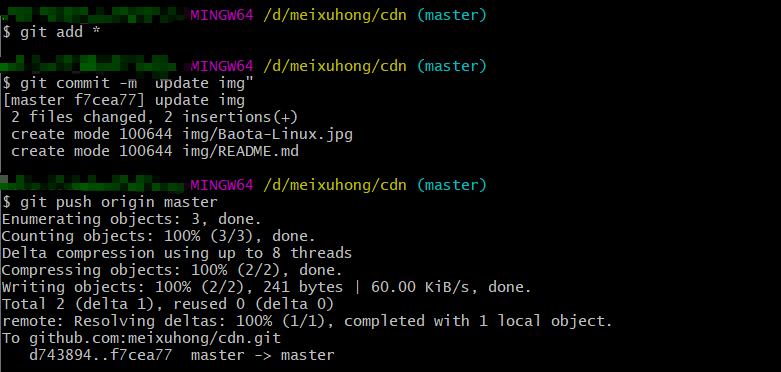 MINGW64 /d/meixuhong/cdn (master)
$ git add *
MINGW64 /d/meixuhong/cdn (master)
$ git commit -m  update img"
[master f7cea77] update img
 2 files changed, 2 insertions(+)
 create mode 100644 img/Baota-Linux.jpg
 create mode 100644 img/README.md
MINGW64 /d/meixuhong/cdn (master)
$ git push origin master
Enumerating objects: 3, done.
Counting objects: 100% (3/3), done.
Delta compression using up to 8 threads
Compressing objects: 100% (2/2), done.
Writing objects: 100% (2/2), 241 bytes | 60.00 KiB/s, done.
Total 2 (delta 1), reused 0 (delta 0)
remote: Resolving deltas: 100% (1/1), completed with 1 local object.
To github.com:meixuhong/cdn.git
   d743894..f7cea77  master -> master